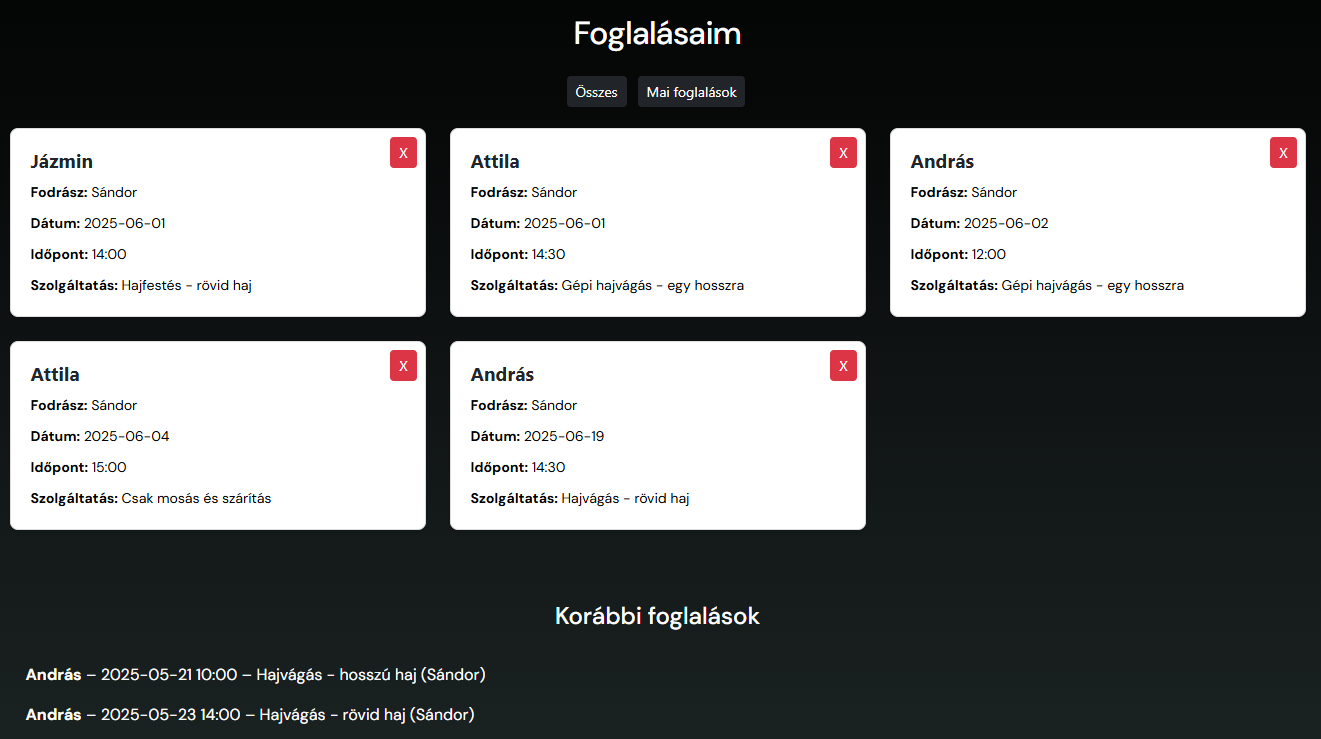 Foglalásaim
Összes Mai foglalások
Jázmin X
Fodrász: Sándor
Dátum: 2025-06-01
Időpont: 14:00
Szolgáltatás: Hajfestés - rövid haj
Attila X
Fodrász: Sándor
Dátum: 2025-06-01
Időpont: 14:30
Szolgáltatás: Gépi hajvágás - egy hosszra
András X
Fodrász: Sándor
Dátum: 2025-06-02
Időpont: 12:00
Szolgáltatás: Gépi hajvágás - egy hosszra
Attila X
Fodrász: Sándor
Dátum: 2025-06-04
Időpont: 15:00
Szolgáltatás: Csak mosás és szárítás
András X
Fodrász: Sándor
Dátum: 2025-06-19
Időpont: 14:30
Szolgáltatás: Hajvágás - rövid haj
Korábbi foglalások
András – 2025-05-21 10:00 – Hajvágás - hosszú haj (Sándor)
András – 2025-05-23 14:00 – Hajvágás - rövid haj (Sándor)